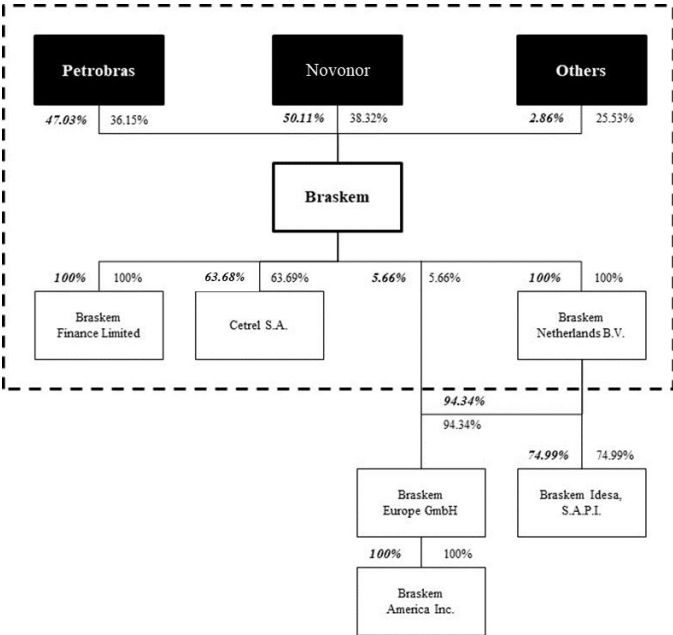 Petrobras
Novonor
Others
47.03% 36.15%
50.11% 38.32%
2.86% 25.53%
Braskem
100% 100%
63.68% 63.69%
5.66% 5.66%
100% 100%
Braskem
Finance Limited
Cetrel S.A.
Braskem
Netherlands B.V.
94.34%
94.34%
74.99% 74.99%
Braskem
Europe GmbH
Braskem Idesa,
S.A.P.I.
100% 100%
Braskem
America Inc.